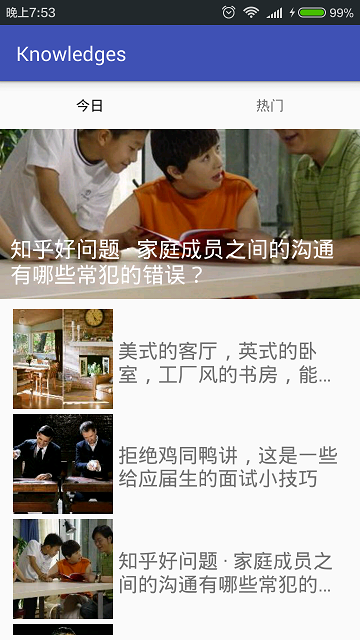 晚上7:53
99%
Knowledges
今日
热门
知乎好问题 · 家庭成员之间的沟通
有哪些常犯的错误？
美式的客厅，英式的卧
室，工厂风的书房，能...
拒绝鸡同鸭讲，这是一些
给应届生的面试小技巧
知乎好问题 · 家庭成员之
间的沟通有哪些常犯的...